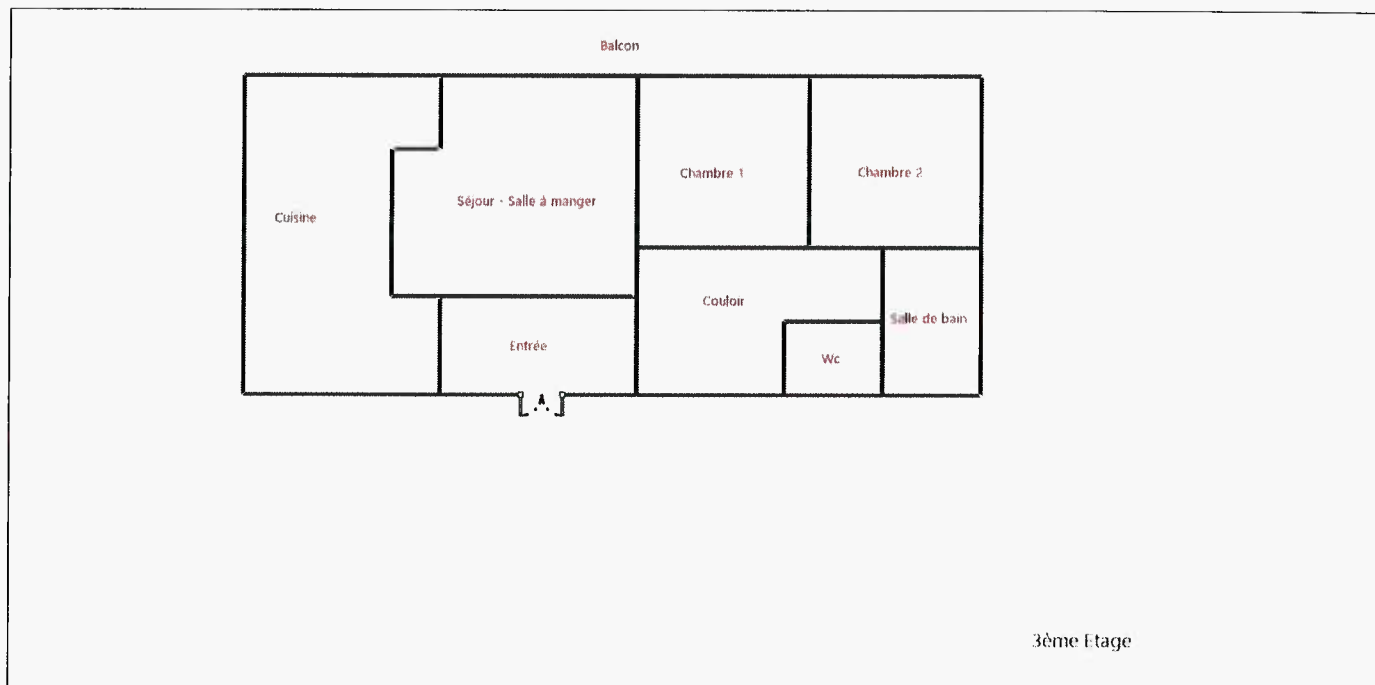 Balcon
Chambre 1
Chambre 2
Séjour - Salle à manger
Cuisine
Couloir
Salle de bain
Entrée
Wc
A
3ème Etage